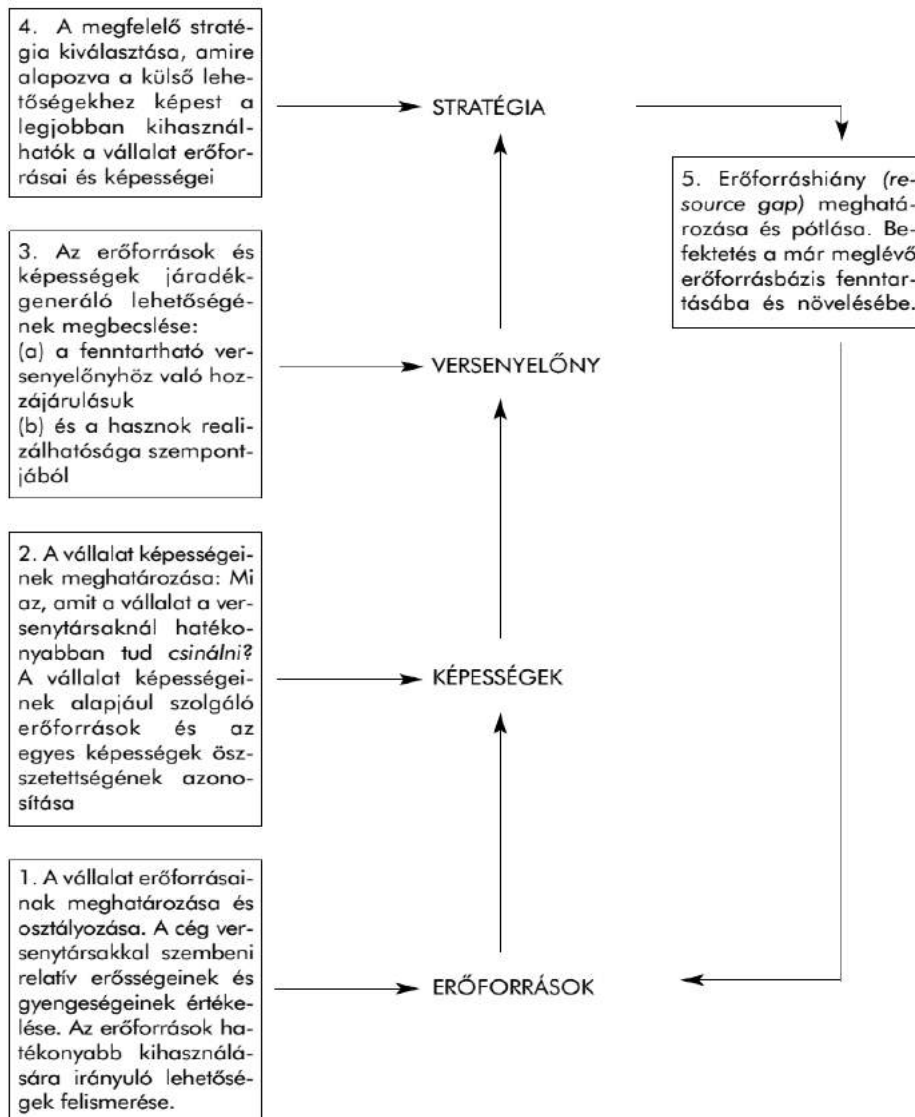 4. A megfelelő straté-
gia kiválasztása, amire
alapozva a külső lehe-
tőségekhez képest a
legjobban kihasznál-
hatók a vállalat erőfor-
rásai és képességei
STRATÉGIA
5. Erőforráshiány (re-
source gap) meghatá-
rozása és pótlása. Be-
fektetés a már meglévő
erőforrásbázis fenntar-
tásába és növelésébe.
3. Az erőforrások és
képességek járadék-
generáló lehetőségé-
nek megbecslése:
(a) a fenntartható ver-
senyelőnyhöz való hoz-
zájárulásuk
(b) és a hasznok reali-
zálhatósága szempont-
jából
VERSENYELŐNY
2. A vállalat képességei-
nek meghatározása: Mi
az, amit a vállalat a ver-
senytársaknál hatéko-
nyabban tud csinálni?
A vállalat képességei-
nek alapjául szolgáló
erőforrások és az
egyes képességek ösz-
szetettségének azono-
sítása
KÉPESSÉGEK
1. A vállalat erőforrásai-
nak meghatározása és
osztályozása. A cég ver-
senytársakkal szembeni
relatív erősségeinek és
gyengeségeinek értéke-
lése. Az erőforrások ha-
tékonyabb kihasználá-
sára irányuló lehetősé-
gek felismerése.
ERŐFORRÁSOK